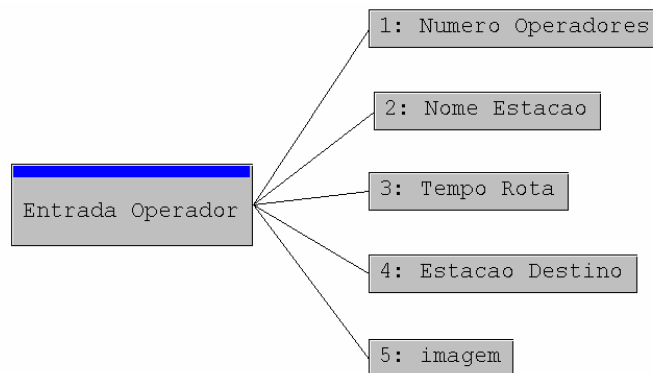 1: Numero Operadores
2: Nome Estacao
3: Tempo Rota
Entrada Operador
4: Estacao Destino
5: imagem